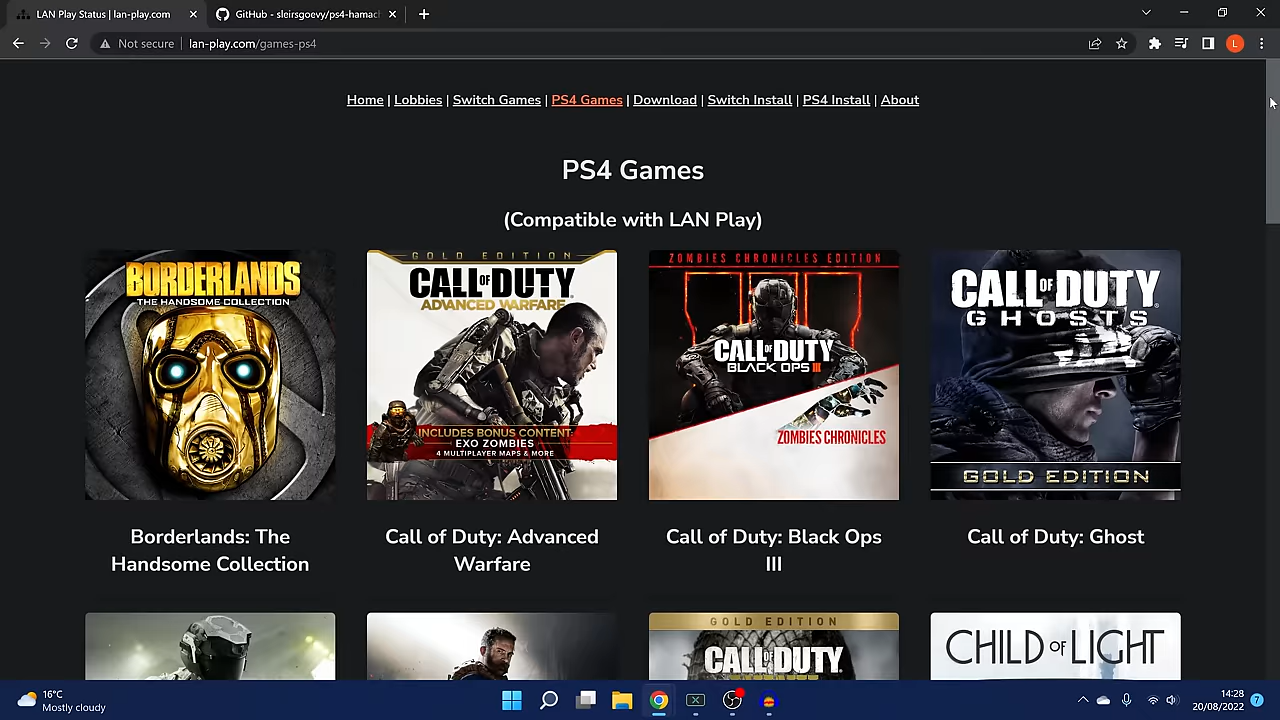 LAN Play Status | lan-play.com
GitHub - sleirsgoevy/ps4-hamach
Not secure
lan-play.com/games-ps4
L
Home | Lobbies | Switch Games | PS4 Games | Download | Switch Install | PS4 Install | About
PS4 Games
(Compatible with LAN Play)
BORDERLANDS
THE HANDSOME COLLECTION
GOLD EDITION
CALL OF DUTY
ADVANCED WARFARE
INCLUDES BONUS CONTENT:
EXO ZOMBIES
4 MULTIPLAYER MAPS & MORE
ZOMBIES CHRONICLES EDITION
CALL OF DUTY
BLACK OPS III
ZOMBIES CHRONICLES
CALL OF DUTY
GHOSTS
GOLD EDITION
Borderlands: The
Handsome Collection
Call of Duty: Advanced
Warfare
Call of Duty: Black Ops
III
Call of Duty: Ghost
GOLD EDITION
CALL OF DUTY
CHILD OF LIGHT
16°C
Mostly cloudy
14:28
20/08/2022
7